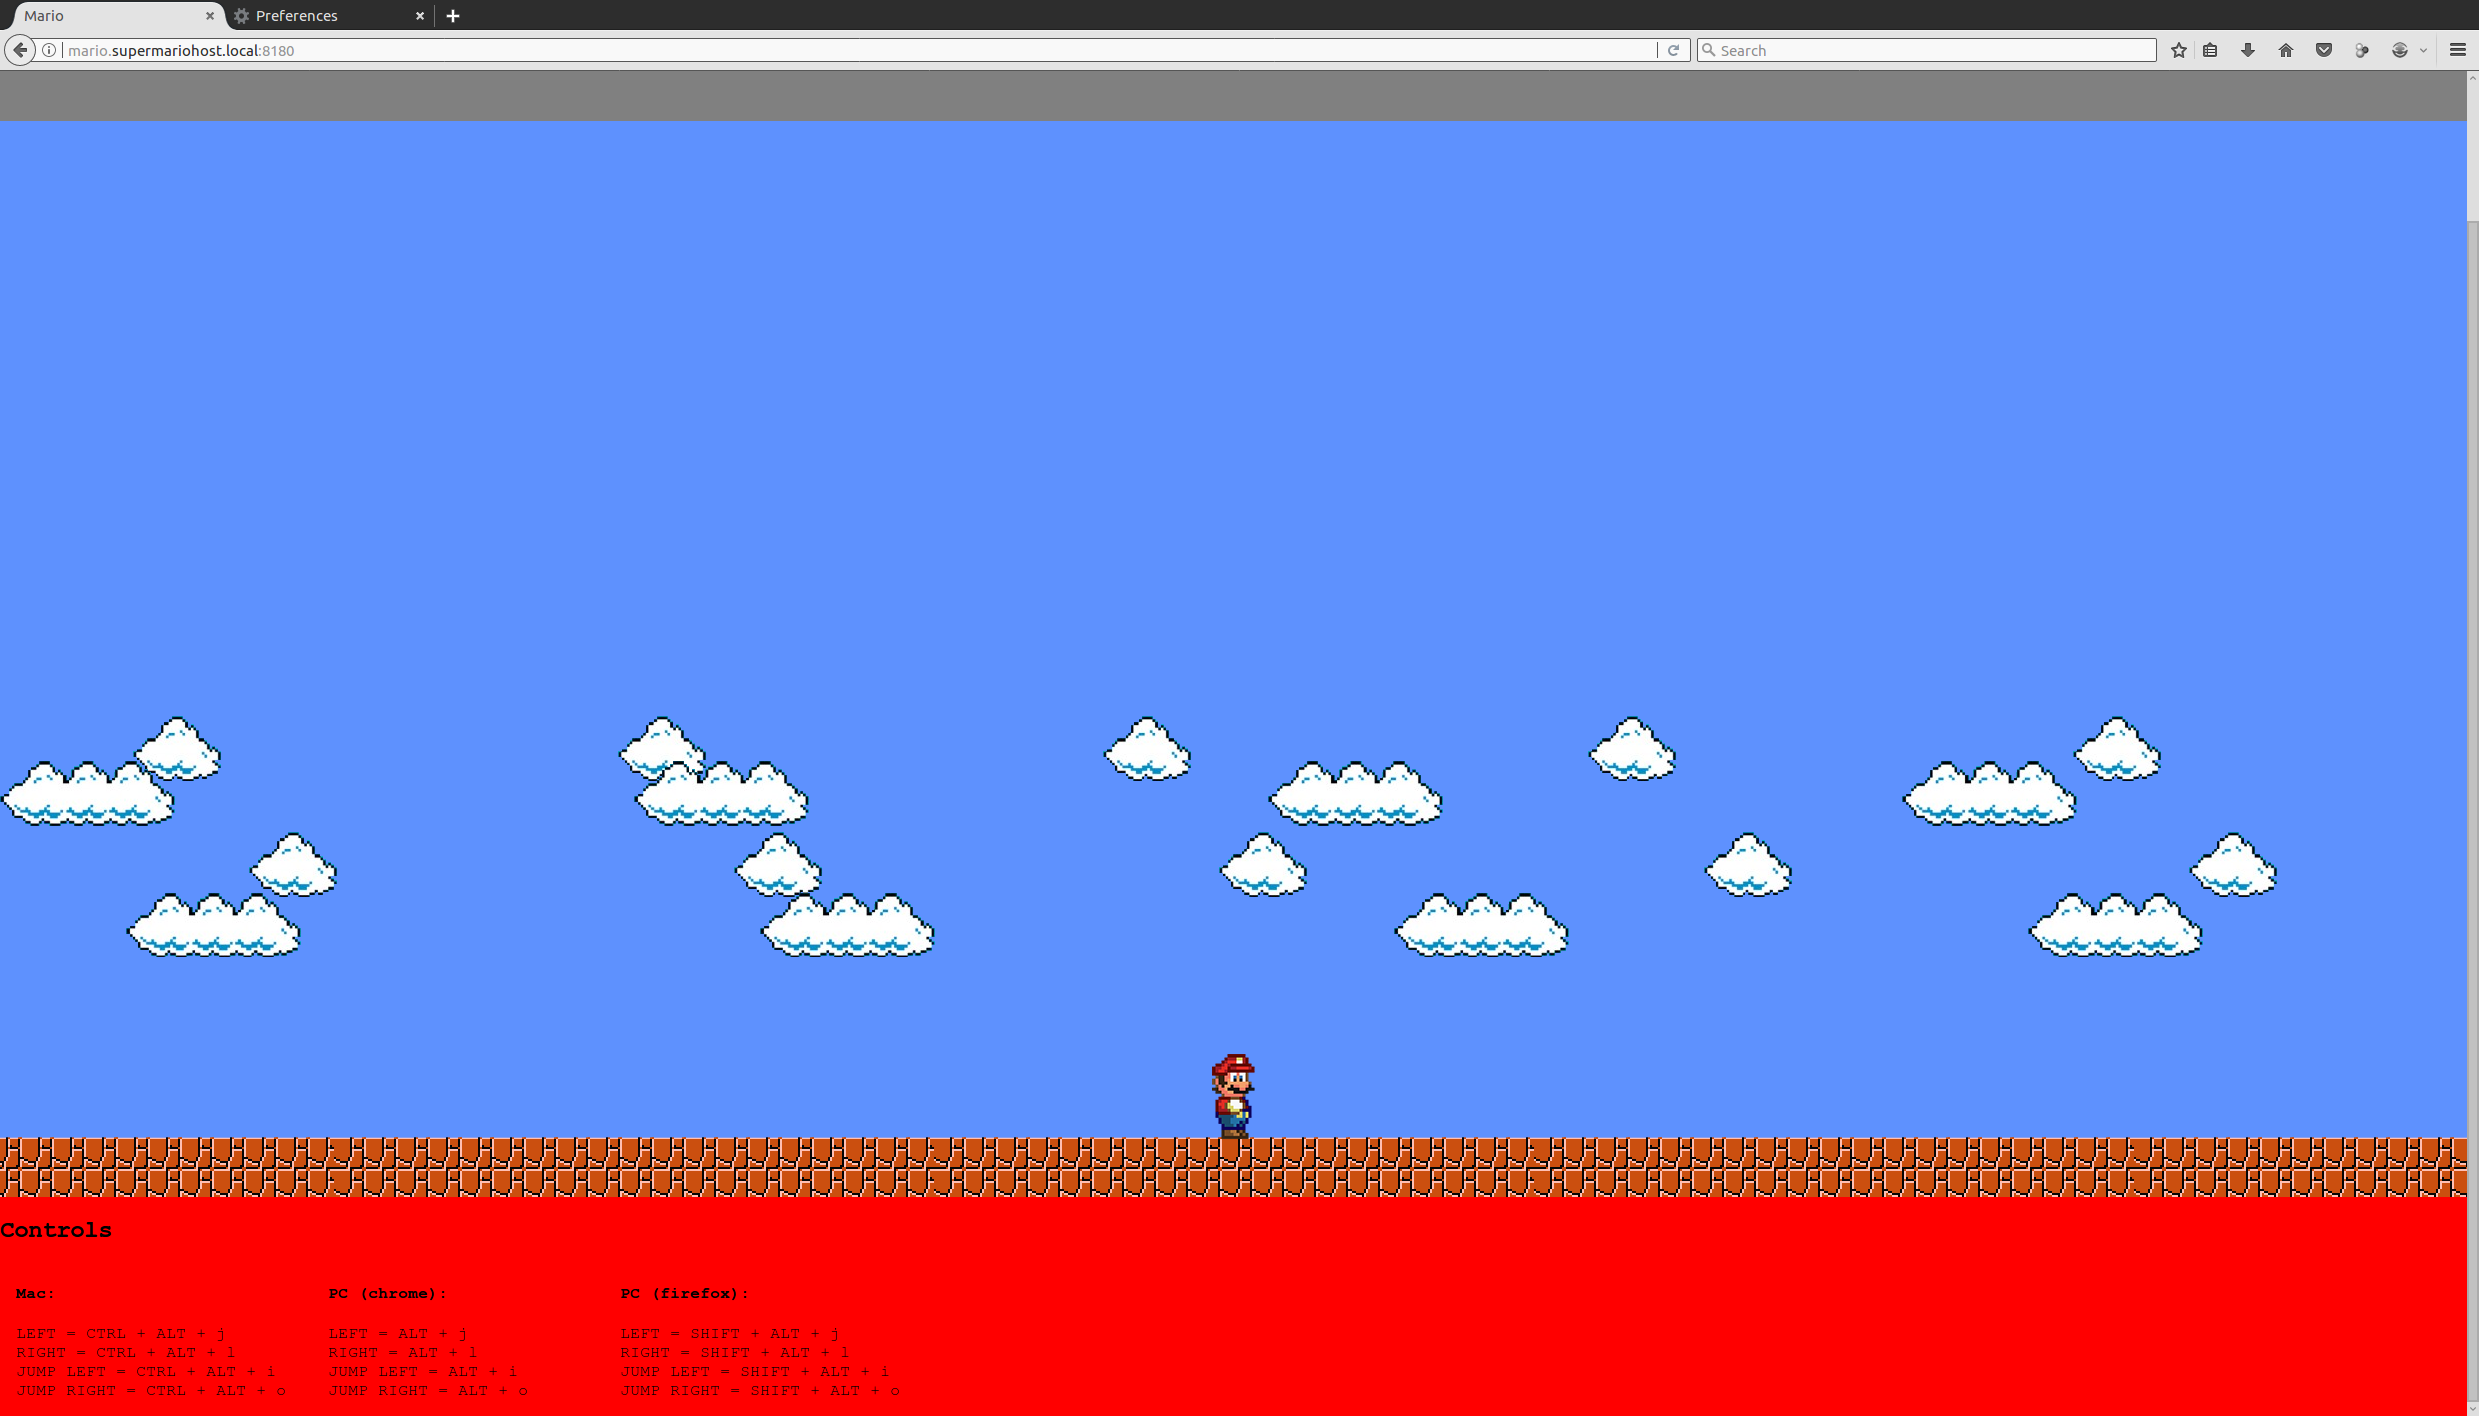 Mario
Preferences
mario.supermariohost.local:8180
Search
Controls
Mac:
LEFT = CTRL + ALT + j
RIGHT = CTRL + ALT + l
JUMP LEFT = CTRL + ALT + i
JUMP RIGHT = CTRL + ALT + o
PC (chrome):
LEFT = ALT + j
RIGHT = ALT + l
JUMP LEFT = ALT + i
JUMP RIGHT = ALT + o
PC (firefox):
LEFT = SHIFT + ALT + j
RIGHT = SHIFT + ALT + l
JUMP LEFT = SHIFT + ALT + i
JUMP RIGHT = SHIFT + ALT + o